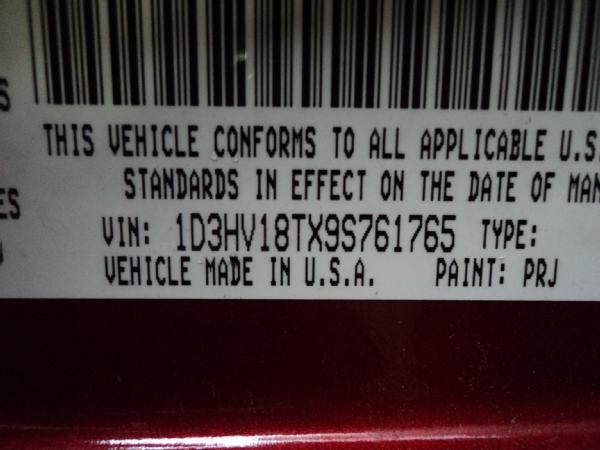 THIS VEHICLE CONFORMS TO ALL APPLICABLE U.S.
STANDARDS IN EFFECT ON THE DATE OF MAN
ES
VIN: 1D3HV18TX9S761765 TYPE:
VEHICLE MADE IN U.S.A. PAINT: PRJ